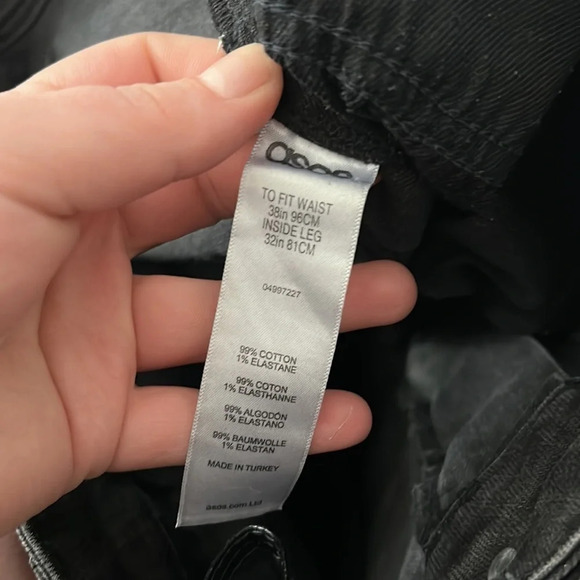 asos
TO FIT WAIST
38in 96CM
INSIDE LEG
32in 81CM
04997227
99% COTTON
1% ELASTANE
99% COTON
1% ELASTHANNE
99% ALGODÓN
1% ELASTANO
99% BAUMWOLLE
1% ELASTAN
MADE IN TURKEY
asos.com Ltd